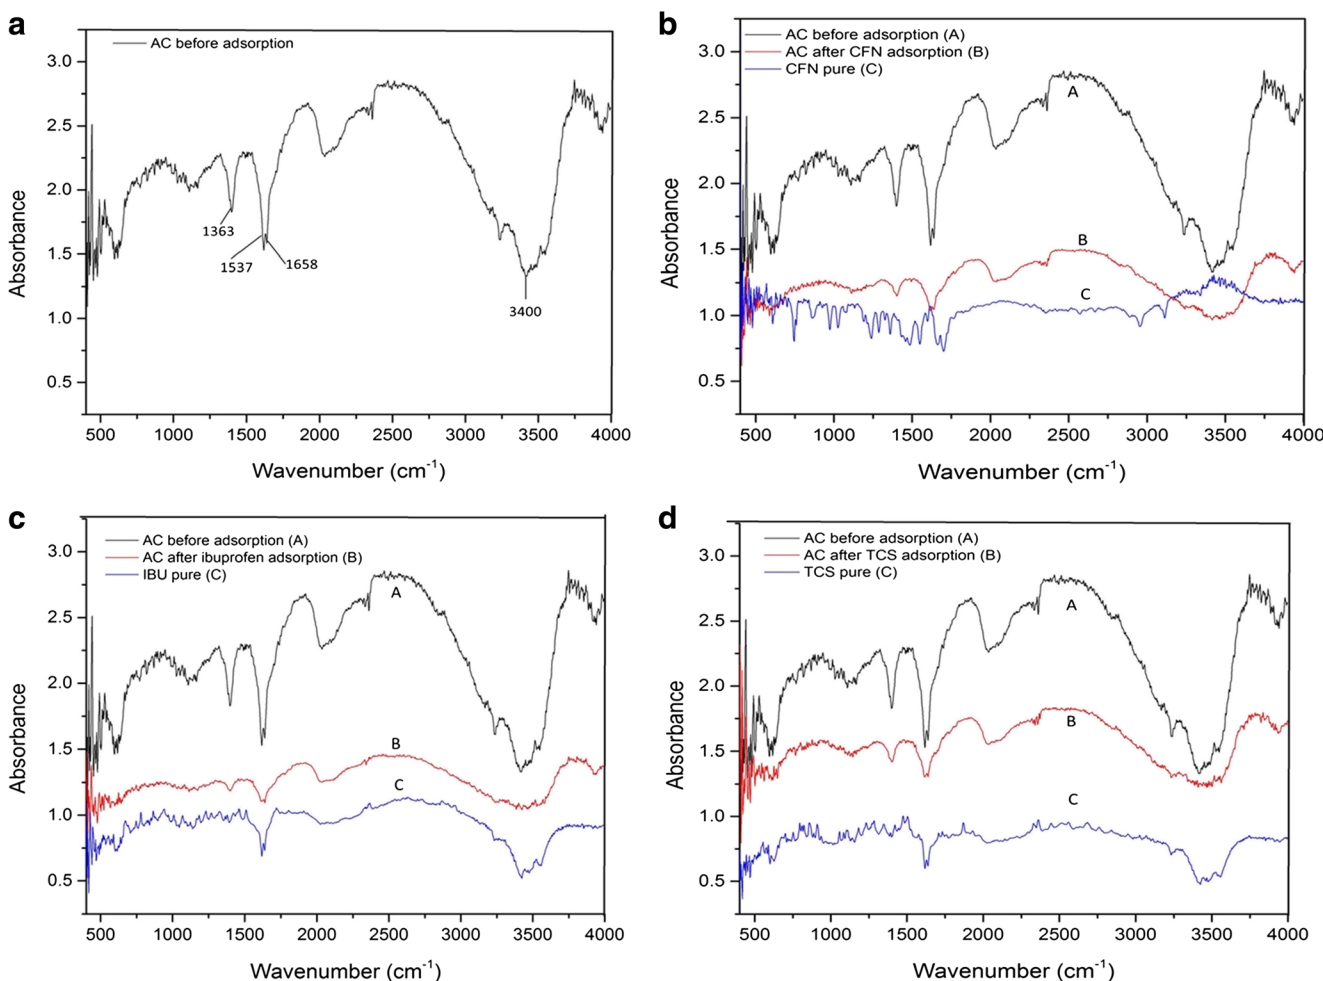 a
AC before adsorption
3.0
2.5
2.0
1.5
1.0
0.5
Absorbance
1363
1537
1658
3400
500 1000 1500 2000 2500 3000 3500 4000
Wavenumber (cm⁻¹)
b
AC before adsorption (A)
AC after CFN adsorption (B)
CFN pure (C)
3.0
2.5
2.0
1.5
1.0
0.5
Absorbance
A
B
C
500 1000 1500 2000 2500 3000 3500 4000
Wavenumber (cm⁻¹)
c
AC before adsorption (A)
AC after ibuprofen adsorption (B)
IBU pure (C)
3.0
2.5
2.0
1.5
1.0
0.5
Absorbance
A
B
C
500 1000 1500 2000 2500 3000 3500 4000
Wavenumber (cm⁻¹)
d
AC before adsorption (A)
AC after TCS adsorption (B)
TCS pure (C)
3.0
2.5
2.0
1.5
1.0
0.5
Absorbance
A
B
C
500 1000 1500 2000 2500 3000 3500 4000
Wavenumber (cm⁻¹)